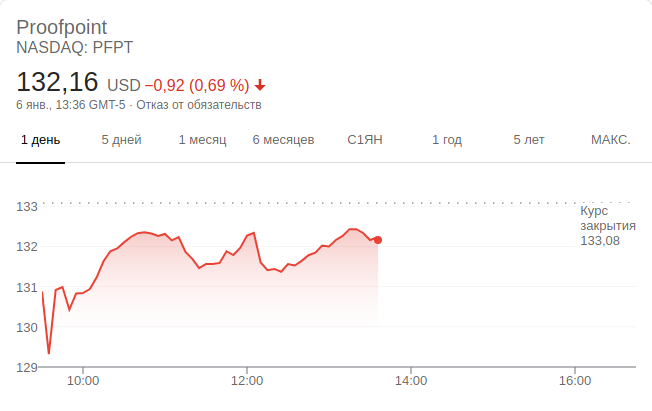 Proofpoint
NASDAQ: PFPT
132,16 USD −0,92 (0,69 %)
6 янв., 13:36 GMT-5 · Отказ от обязательств
1 день 5 дней 1 месяц 6 месяцев С1ЯН 1 год 5 лет МАКС.
133
Курс
закрытия
133,08
132
131
130
129
10:00 12:00 14:00 16:00